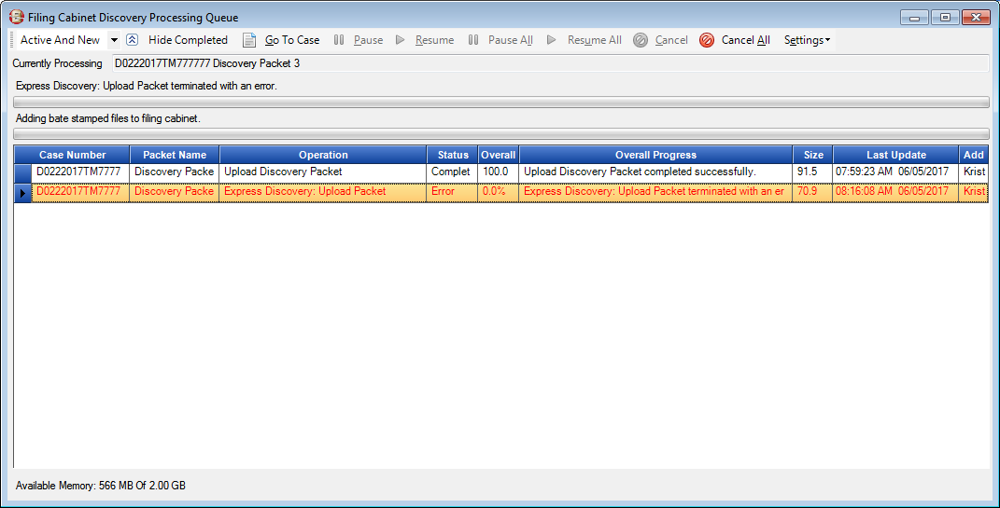 Filing Cabinet Discovery Processing Queue
Active And New Hide Completed Go To Case Pause Resume Pause All Resume All Cancel Cancel All Settings
Currently Processing D0222017TM777777 Discovery Packet 3
Express Discovery: Upload Packet terminated with an error.
Adding bate stamped files to filing cabinet.
Case Number Packet Name Operation Status Overall Overall Progress Size Last Update Add
D0222017TM7777 Discovery Packe Upload Discovery Packet Complet 100.0 Upload Discovery Packet completed successfully. 91.5 07:59:23 AM 06/05/2017 Krist
D0222017TM7777 Discovery Packe Express Discovery: Upload Packet Error 0.0% Express Discovery: Upload Packet terminated with an er 70.9 08:16:08 AM 06/05/2017 Krist
Available Memory: 566 MB Of 2.00 GB